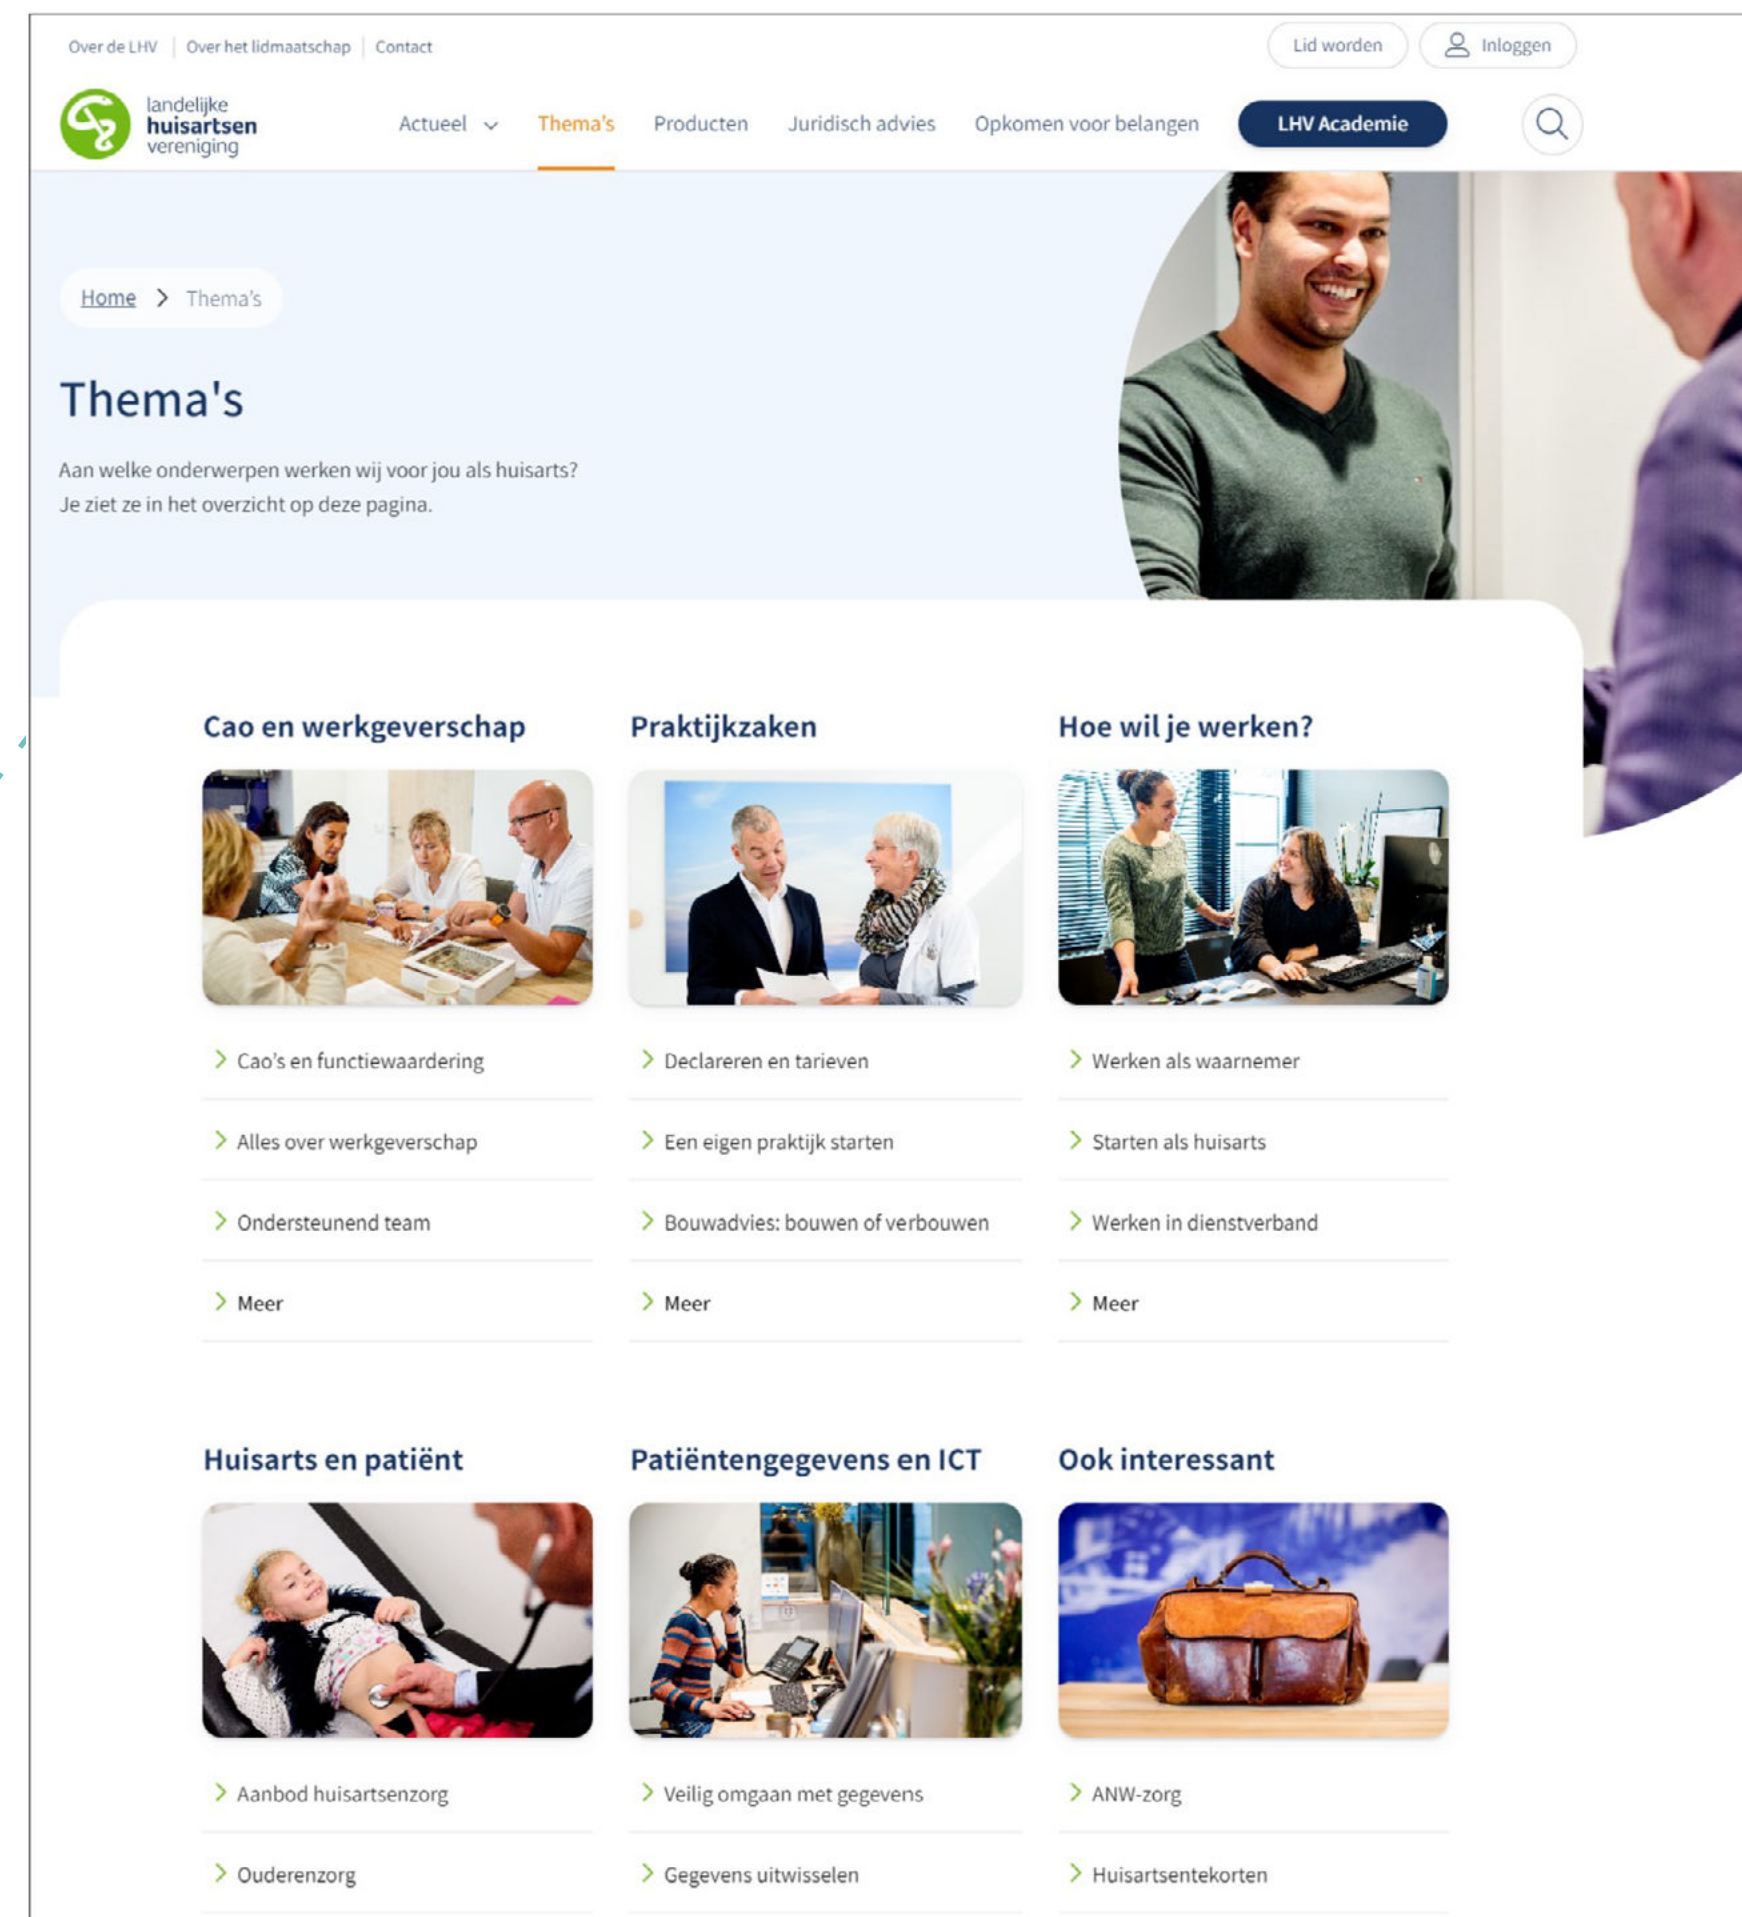 Over de LHV
Over het lidmaatschap
Contact
Lid worden
Inloggen
landelijke
huisartsen
vereniging
Actueel
Thema's
Producten
Juridisch advies
Opkomen voor belangen
LHV Academie
Home
Thema's
Thema's
Aan welke onderwerpen werken wij voor jou als huisarts?
Je ziet ze in het overzicht op deze pagina.
Cao en werkgeverschap
Cao's en functiewaardering
Alles over werkgeverschap
Ondersteunend team
Meer
Praktijkzaken
Declareren en tarieven
Een eigen praktijk starten
Bouwadvies: bouwen of verbouwen
Meer
Hoe wil je werken?
Werken als waarnemer
Starten als huisarts
Werken in dienstverband
Meer
Huisarts en patiënt
Aanbod huisartsenzorg
Ouderenzorg
Patiëntengegevens en ICT
Veilig omgaan met gegevens
Gegevens uitwisselen
Ook interessant
ANW-zorg
Huisartsentekorten